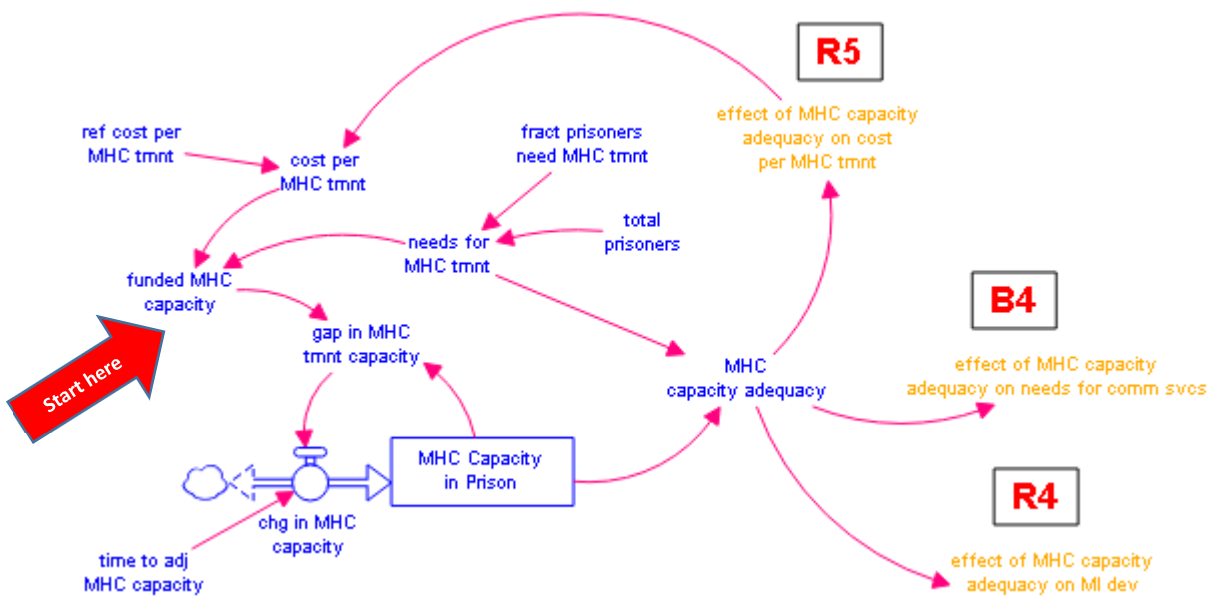 R5
effect of MHC capacity
adequacy on cost
per MHC tmnt
ref cost per
MHC tmnt
fract prisoners
need MHC tmnt
cost per
MHC tmnt
total
prisoners
needs for
MHC tmnt
funded MHC
capacity
B4
gap in MHC
tmnt capacity
Start here
MHC
capacity adequacy
effect of MHC capacity
adequacy on needs for comm svcs
MHC Capacity
in Prison
R4
chg in MHC
capacity
time to adj
MHC capacity
effect of MHC capacity
adequacy on MI dev